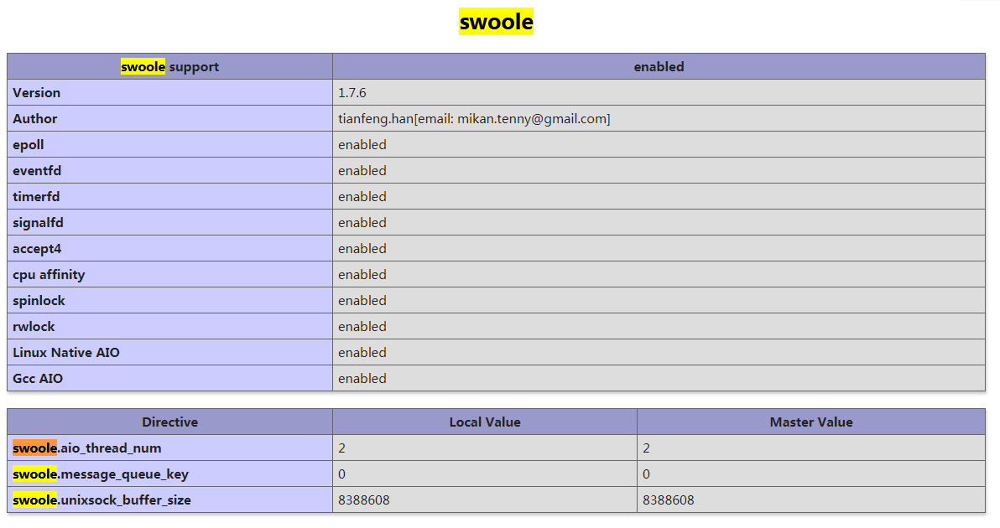 swoole
swoole support enabled
Version 1.7.6
Author tianfeng.han[email: mikan.tenny@gmail.com]
epoll enabled
eventfd enabled
timerfd enabled
signalfd enabled
accept4 enabled
cpu affinity enabled
spinlock enabled
rwlock enabled
Linux Native AIO enabled
Gcc AIO enabled
Directive Local Value Master Value
swoole.aio_thread_num 2 2
swoole.message_queue_key 0 0
swoole.unixsock_buffer_size 8388608 8388608